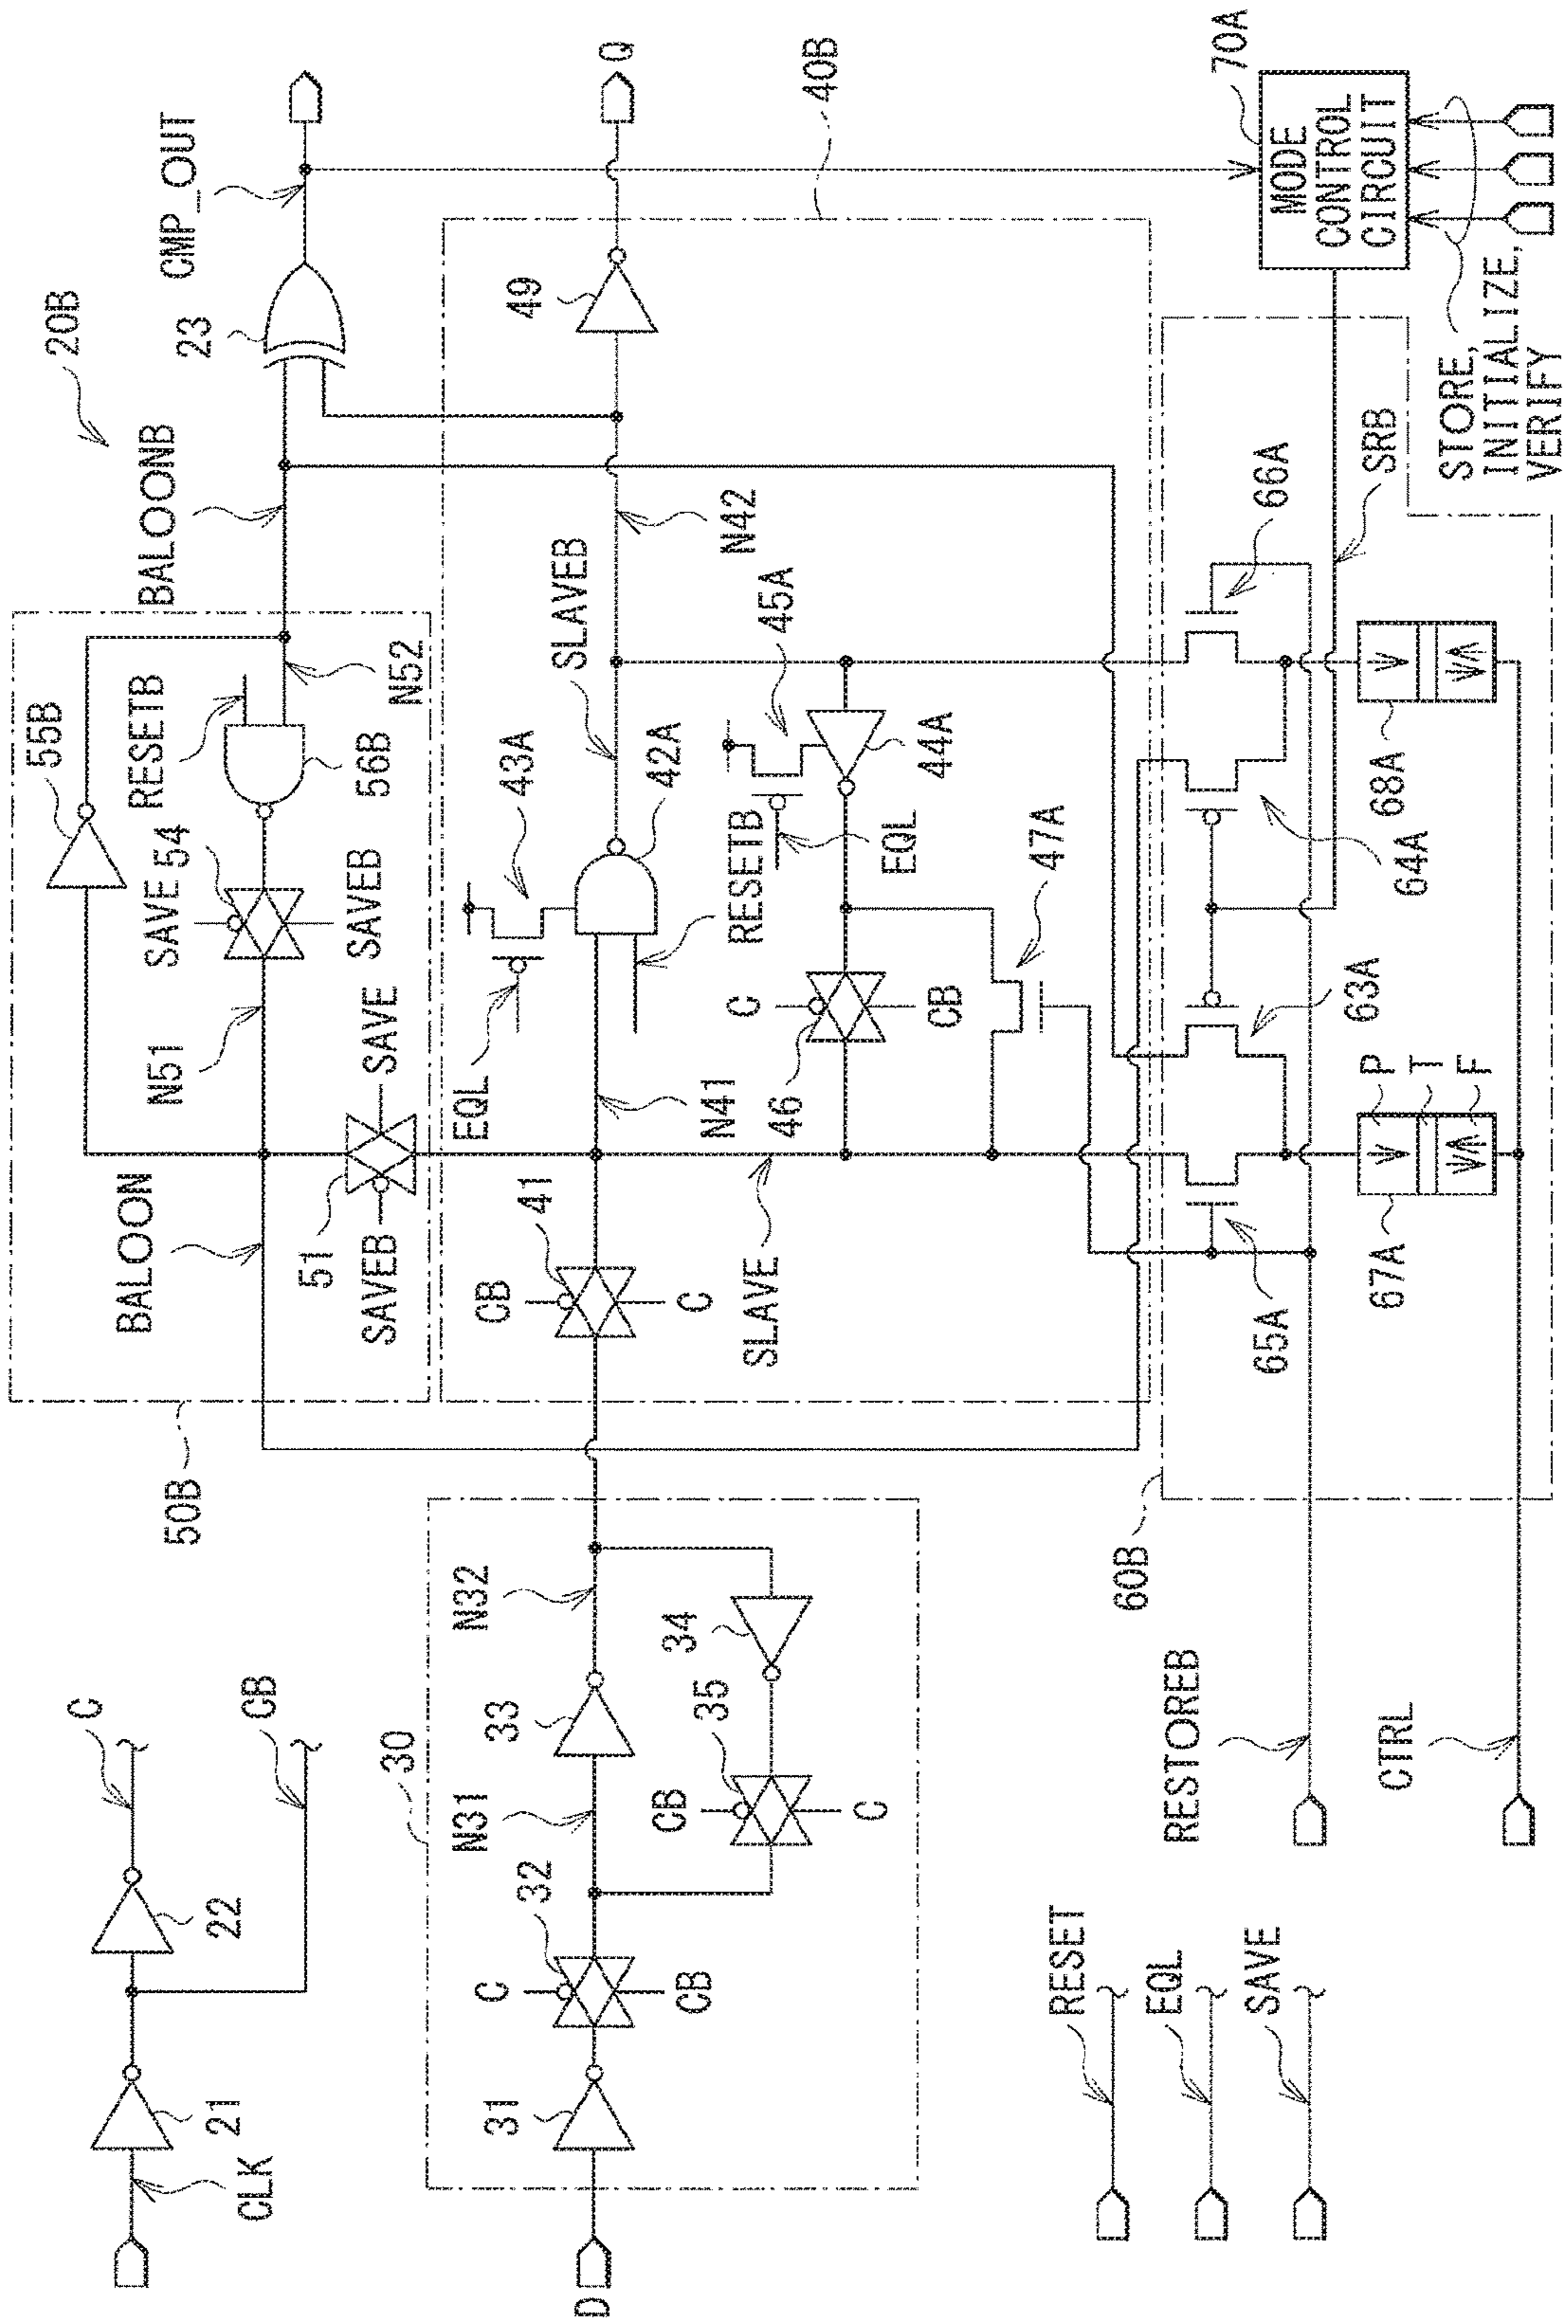 20B
CLK
21
22
C
CB
50B
BALOON
N51
51
SAVEB
SAVE
SAVE
54
SAVEB
55B
RESETB
56B
N52
BALOONB
23
CMP_OUT
D
30
31
C
32
CB
N31
33
N32
CB
35
C
34
40B
CB
41
C
SLAVE
N41
EQL
43A
RESETB
42A
SLAVEB
N42
49
Q
46
C
CB
EQL
45A
44A
47A
RESET
EQL
SAVE
RESTOREB
CTRL
60B
65A
63A
64A
66A
67A
P
T
F
68A
SRB
70A
MODE
CONTROL
CIRCUIT
STORE,
INITIALIZE,
VERIFY